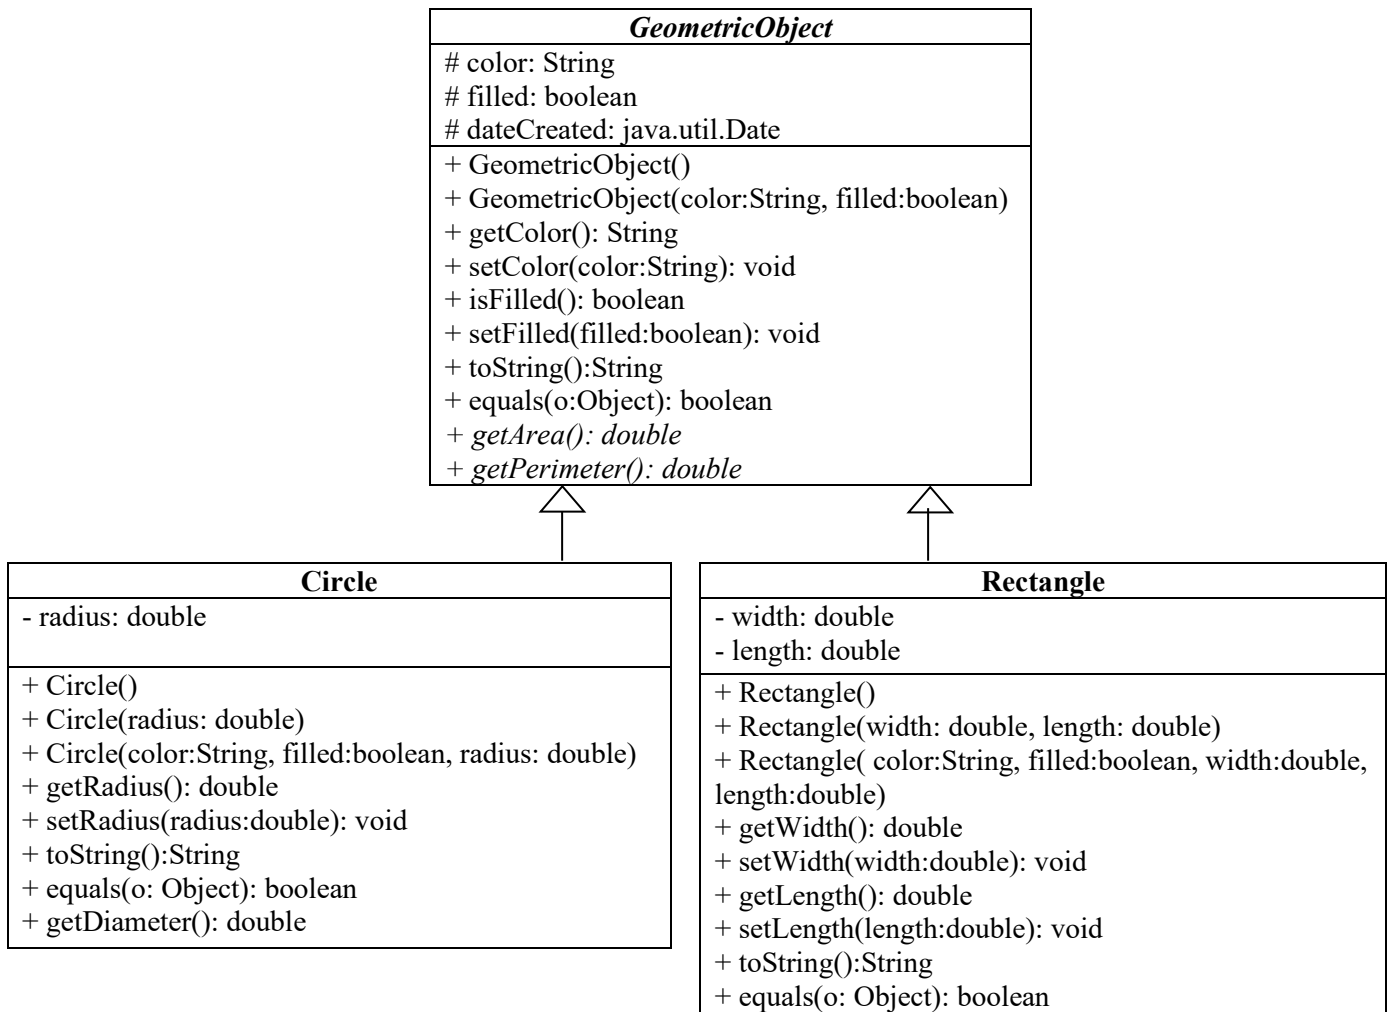 GeometricObject
# color: String
# filled: boolean
# dateCreated: java.util.Date
+ GeometricObject()
+ GeometricObject(color:String, filled:boolean)
+ getColor(): String
+ setColor(color:String): void
+ isFilled(): boolean
+ setFilled(filled:boolean): void
+ toString():String
+ equals(o:Object): boolean
+ getArea(): double
+ getPerimeter(): double
Circle
- radius: double
+ Circle()
+ Circle(radius: double)
+ Circle(color:String, filled:boolean, radius: double)
+ getRadius(): double
+ setRadius(radius:double): void
+ toString():String
+ equals(o: Object): boolean
+ getDiameter(): double
Rectangle
- width: double
- length: double
+ Rectangle()
+ Rectangle(width: double, length: double)
+ Rectangle( color:String, filled:boolean, width:double,
length:double)
+ getWidth(): double
+ setWidth(width:double): void
+ getLength(): double
+ setLength(length:double): void
+ toString():String
+ equals(o: Object): boolean